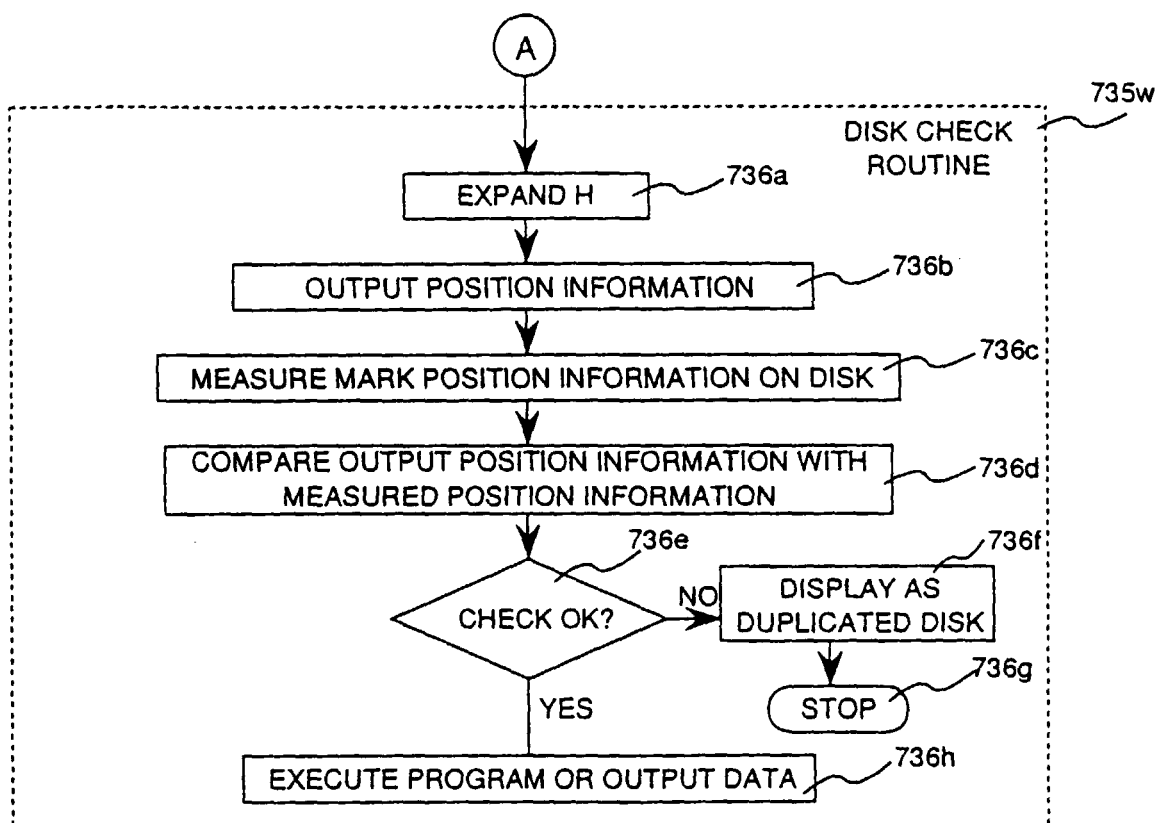 A
735w
DISK CHECK
ROUTINE
736a
EXPAND H
736b
OUTPUT POSITION INFORMATION
736c
MEASURE MARK POSITION INFORMATION ON DISK
COMPARE OUTPUT POSITION INFORMATION WITH
MEASURED POSITION INFORMATION
736d
736e
736f
CHECK OK?
NO
DISPLAY AS
DUPLICATED DISK
736g
STOP
YES
736h
EXECUTE PROGRAM OR OUTPUT DATA